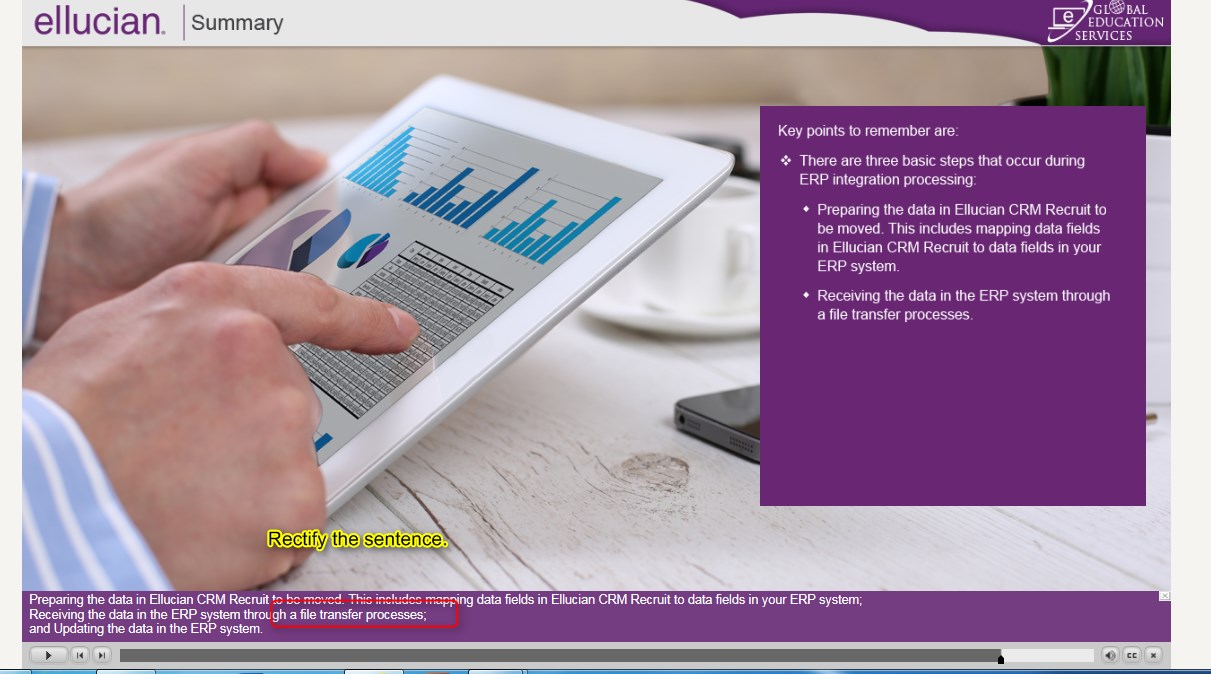 ellucian. Summary
GLOBAL
EDUCATION
SERVICES
e
Key points to remember are:
❖ There are three basic steps that occur during
ERP integration processing:
◆ Preparing the data in Ellucian CRM Recruit to
be moved. This includes mapping data fields
in Ellucian CRM Recruit to data fields in your
ERP system.
◆ Receiving the data in the ERP system through
a file transfer processes.
Rectify the sentence.
Preparing the data in Ellucian CRM Recruit to be moved. This includes mapping data fields in Ellucian CRM Recruit to data fields in your ERP system;
Receiving the data in the ERP system through a file transfer processes;
and Updating the data in the ERP system.
CC